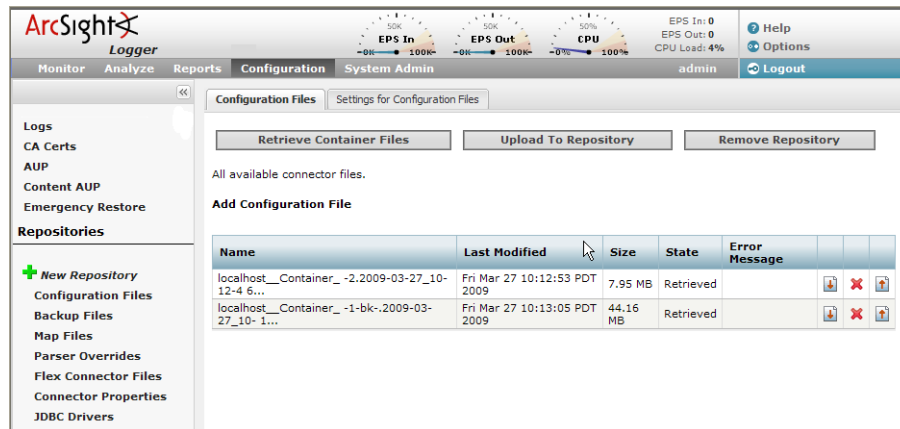 ArcSight
Logger
50K
EPS In
0K 100K
50K
EPS Out
0K 100K
50%
CPU
0% 100%
EPS In: 0
EPS Out: 0
CPU Load: 4%
Help
Options
Monitor Analyze Reports Configuration System Admin admin Logout
Configuration Files Settings for Configuration Files
Logs
CA Certs
AUP
Content AUP
Emergency Restore
Repositories
New Repository
Configuration Files
Backup Files
Map Files
Parser Overrides
Flex Connector Files
Connector Properties
JDBC Drivers
Retrieve Container Files Upload To Repository Remove Repository
All available connector files.
Add Configuration File
Name Last Modified Size State Error
Message
localhost__Container_ -2.2009-03-27_10- Fri Mar 27 10:12:53 PDT 7.95 MB Retrieved
12-4 6... 2009
localhost__Container_ -1-bk-.2009-03- Fri Mar 27 10:13:05 PDT 44.16 Retrieved
27_10- 1... 2009 MB